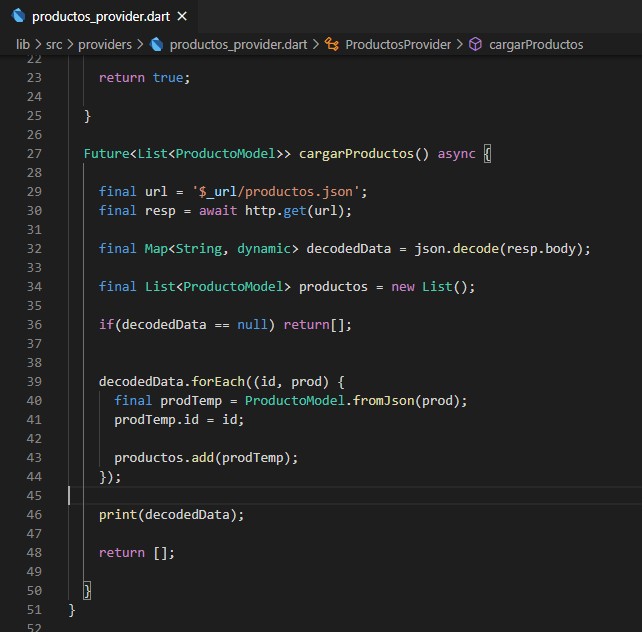 productos_provider.dart ×
lib > src > providers > productos_provider.dart > ProductosProvider > cargarProductos
22
23 return true;
24
25 }
26
27 Future<List<ProductoModel>> cargarProductos() async {
28
29 final url = '$_url/productos.json';
30 final resp = await http.get(url);
31
32 final Map<String, dynamic> decodedData = json.decode(resp.body);
33
34 final List<ProductoModel> productos = new List();
35
36 if(decodedData == null) return[];
37
38
39 decodedData.forEach((id, prod) {
40 final prodTemp = ProductoModel.fromJson(prod);
41 prodTemp.id = id;
42
43 productos.add(prodTemp);
44 });
45
46 print(decodedData);
47
48 return [];
49
50 }
51 }
52